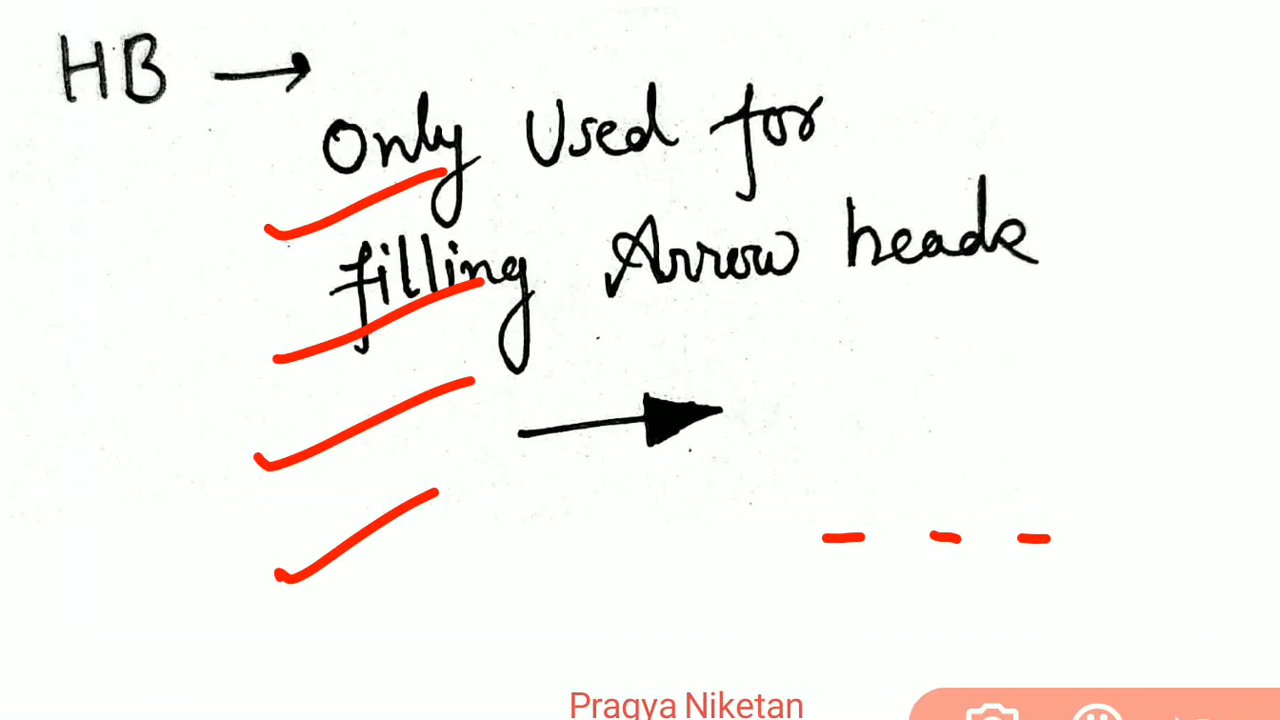 HB →
Only Used for
filling Arrow heads
Pragya Niketan